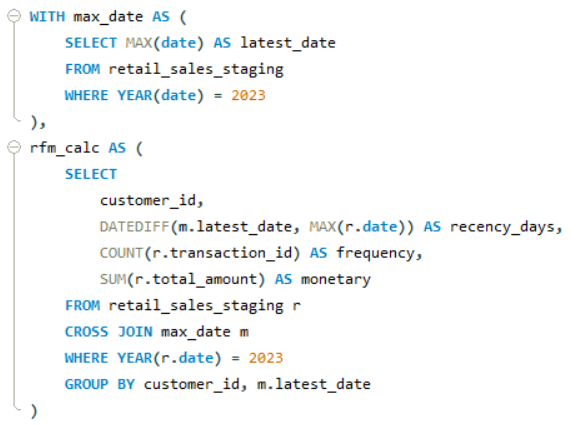 WITH max_date AS (
    SELECT MAX(date) AS latest_date
    FROM retail_sales_staging
    WHERE YEAR(date) = 2023
),
rfm_calc AS (
    SELECT
        customer_id,
        DATEDIFF(m.latest_date, MAX(r.date)) AS recency_days,
        COUNT(r.transaction_id) AS frequency,
        SUM(r.total_amount) AS monetary
    FROM retail_sales_staging r
    CROSS JOIN max_date m
    WHERE YEAR(r.date) = 2023
    GROUP BY customer_id, m.latest_date
)